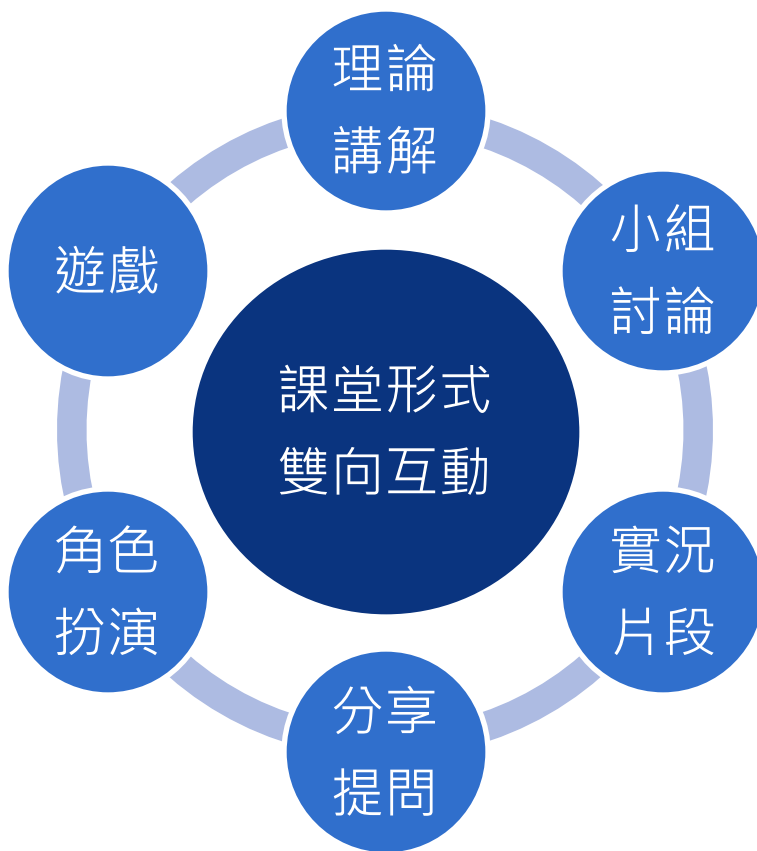 理論
講解
小組
討論
實況
片段
分享
提問
角色
扮演
遊戲
課堂形式
雙向互動